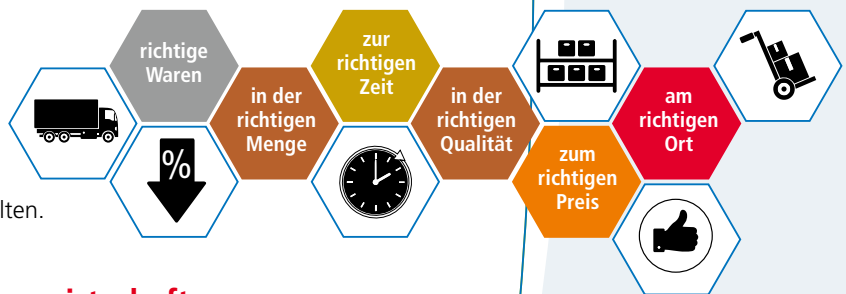 richtige
Waren
in der
richtigen
Menge
zur
richtigen
Zeit
in der
richtigen
Qualität
zum
richtigen
Preis
am
richtigen
Ort
%
lten.